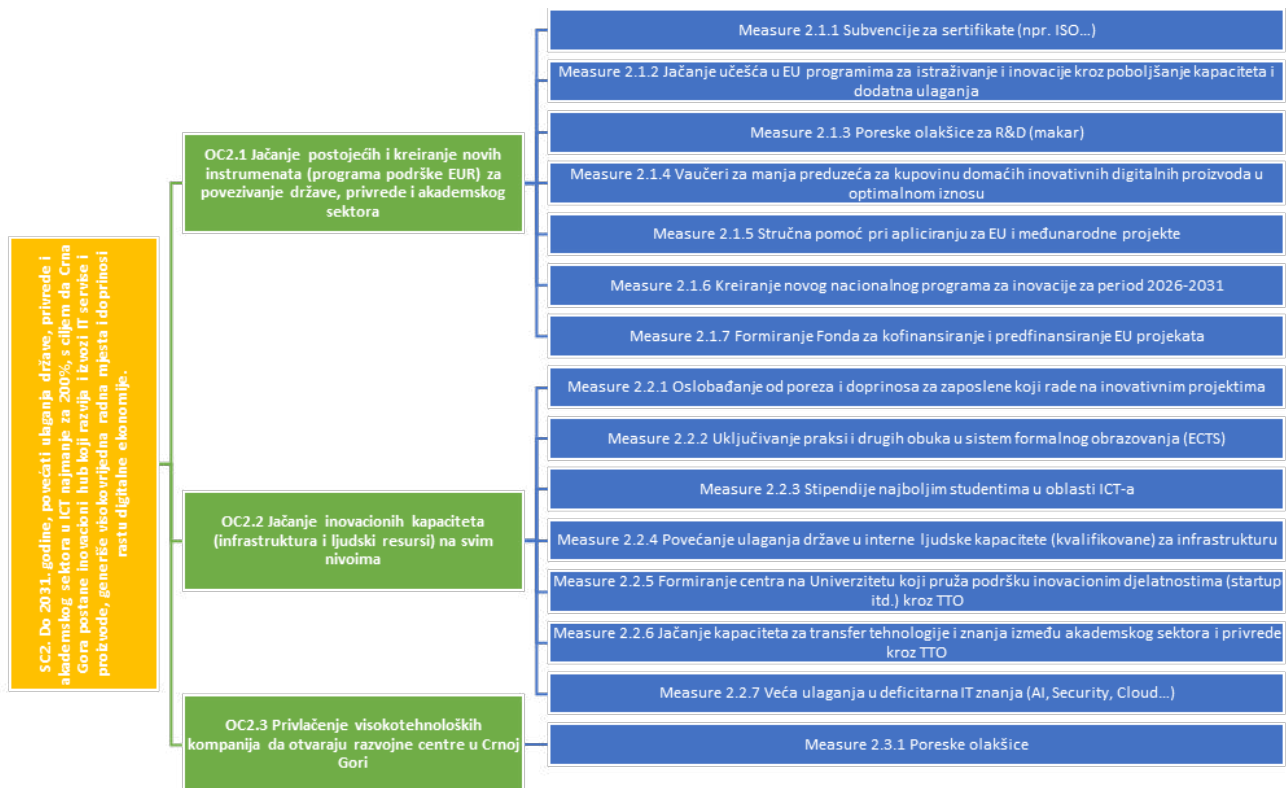 SC2. Do 2031. godine, povećati ulaganja države, privrede i
akademskog sektora u ICT najmanje za 200%, s ciljem da Crna
Gora postane inovacioni hub koji razvija i izvozi IT servise i
proizvode, generiše visokovrijedna radna mjesta i doprinosi
rastu digitalne ekonomije.
OC2.1 Jačanje postojećih i kreiranje novih
instrumenata (programa podrške EUR) za
povezivanje države, privrede i akademskog
sektora
Measure 2.1.1 Subvencije za sertifikate (npr. ISO...)
Measure 2.1.2 Jačanje učešća u EU programima za istraživanje i inovacije kroz poboljšanje kapaciteta i
dodatna ulaganja
Measure 2.1.3 Poreske olakšice za R&D (makar)
Measure 2.1.4 Vaučeri za manja preduzeća za kupovinu domaćih inovativnih digitalnih proizvoda u
optimalnom iznosu
Measure 2.1.5 Stručna pomoć pri apliciranju za EU i međunarodne projekte
Measure 2.1.6 Kreiranje novog nacionalnog programa za inovacije za period 2026-2031
Measure 2.1.7 Formiranje Fonda za kofinansiranje i predfinansiranje EU projekata
OC2.2 Jačanje inovacionih kapaciteta
(infrastruktura i ljudski resursi) na svim
nivoima
Measure 2.2.1 Oslobađanje od poreza i doprinosa za zaposlene koji rade na inovativnim projektima
Measure 2.2.2 Uključivanje praksi i drugih obuka u sistem formalnog obrazovanja (ECTS)
Measure 2.2.3 Stipendije najboljim studentima u oblasti ICT-a
Measure 2.2.4 Povećanje ulaganja države u interne ljudske kapacitete (kvalifikovane) za infrastrukturu
Measure 2.2.5 Formiranje centra na Univerzitetu koji pruža podršku inovacionim djelatnostima (startup
itd.) kroz TTO
Measure 2.2.6 Jačanje kapaciteta za transfer tehnologije i znanja između akademskog sektora i privrede
kroz TTO
Measure 2.2.7 Veća ulaganja u deficitarna IT znanja (AI, Security, Cloud...)
OC2.3 Privlačenje visokotehnoloških
kompanija da otvaraju razvojne centre u Crnoj
Gori
Measure 2.3.1 Poreske olakšice